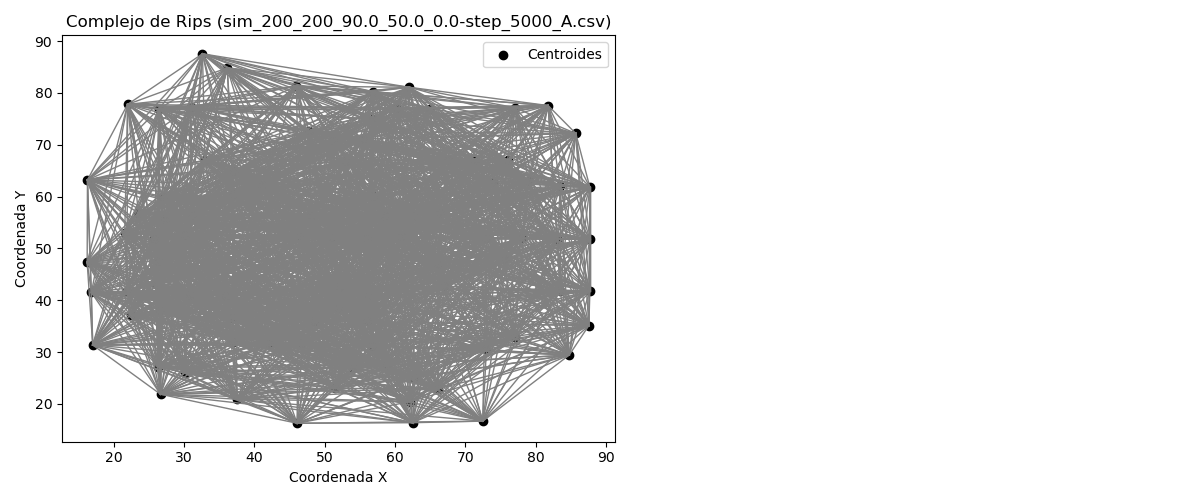 Complejo de Rips (sim_200_200_90.0_50.0_0.0-step_5000_A.csv)
Centroides
90
80
70
60
50
40
30
20
Coordenada Y
20 30 40 50 60 70 80 90
Coordenada X